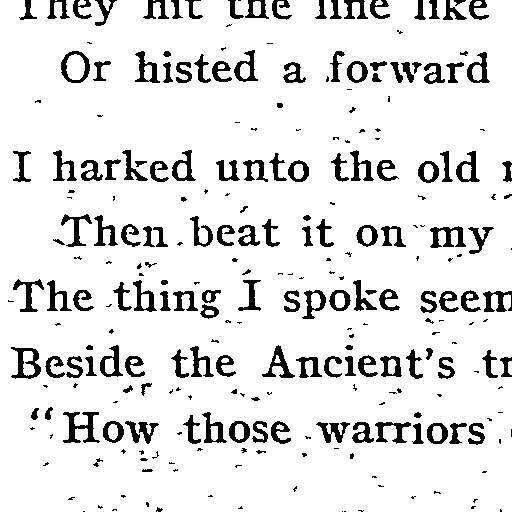 They hit the line like
Or histed a forward
I harked unto the old
Then beat it on my
The thing I spoke seem
Beside the Ancient's tr
"How those warriors